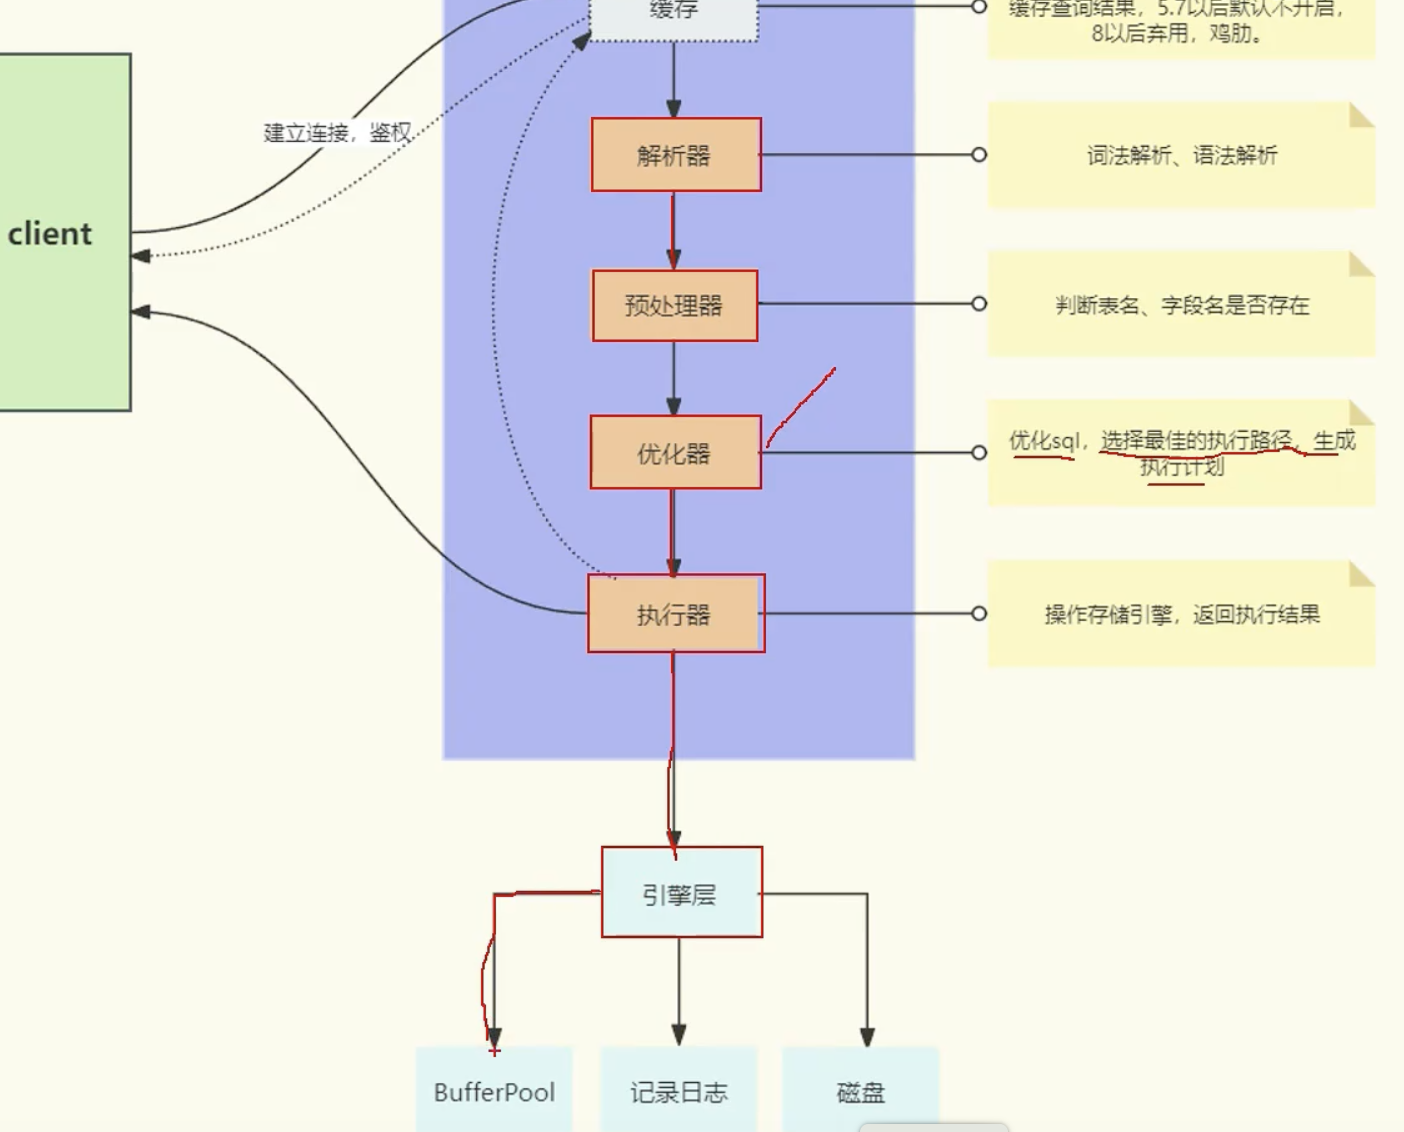 缓存
缓存查询结果，5.7以后默认不开启，
8以后弃用，鸡肋。
建立连接，鉴权
解析器
词法解析、语法解析
client
预处理器
判断表名、字段名是否存在
优化器
优化sql，选择最佳的执行路径，生成
执行计划
执行器
操作存储引擎，返回执行结果
引擎层
BufferPool
记录日志
磁盘